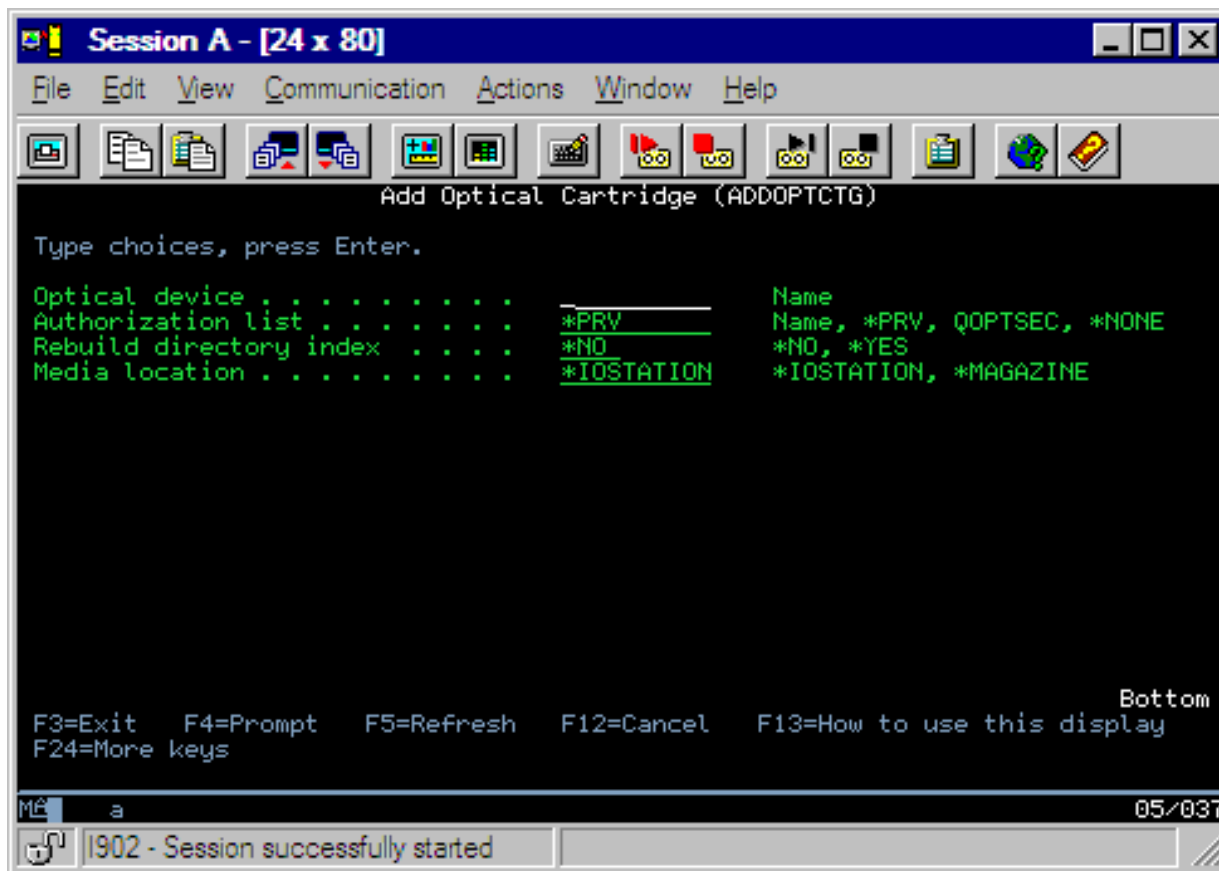 Session A - [24 x 80]
File Edit View Communication Actions Window Help
Add Optical Cartridge (ADDOPTCTG)
Type choices, press Enter.
Optical device . . . . . . . . . _ Name
Authorization list . . . . . . . *PRV Name, *PRV, QOPTSEC, *NONE
Rebuild directory index . . . . *NO *NO, *YES
Media location . . . . . . . . . *IOSTATION *IOSTATION, *MAGAZINE
Bottom
F3=Exit F4=Prompt F5=Refresh F12=Cancel F13=How to use this display
F24=More keys
a 05/037
I902 - Session successfully started